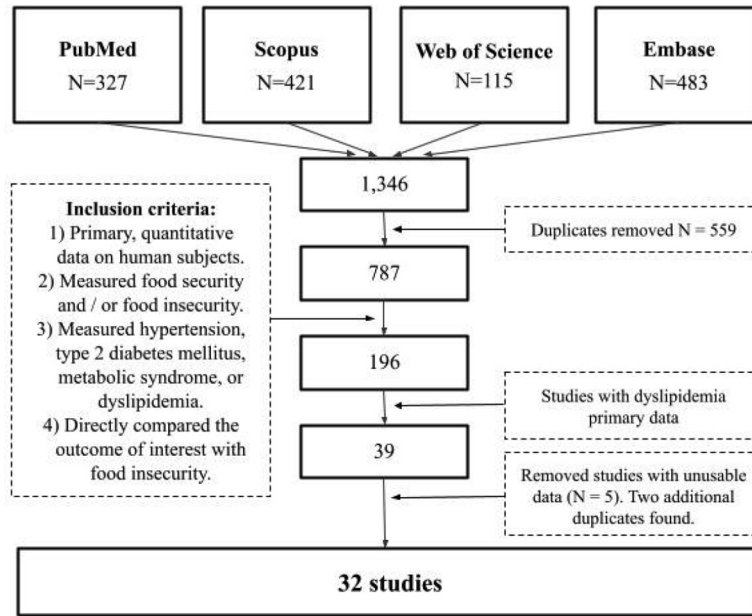 PubMed
N=327
Scopus
N=421
Web of Science
N=115
Embase
N=483
1,346
Inclusion criteria:
1) Primary, quantitative
data on human subjects.
2) Measured food security
and / or food insecurity.
3) Measured hypertension,
type 2 diabetes mellitus,
metabolic syndrome, or
dyslipidemia.
4) Directly compared the
outcome of interest with
food insecurity.
Duplicates removed N = 559
787
196
Studies with dyslipidemia
primary data
39
Removed studies with unusable
data (N = 5). Two additional
duplicates found.
32 studies